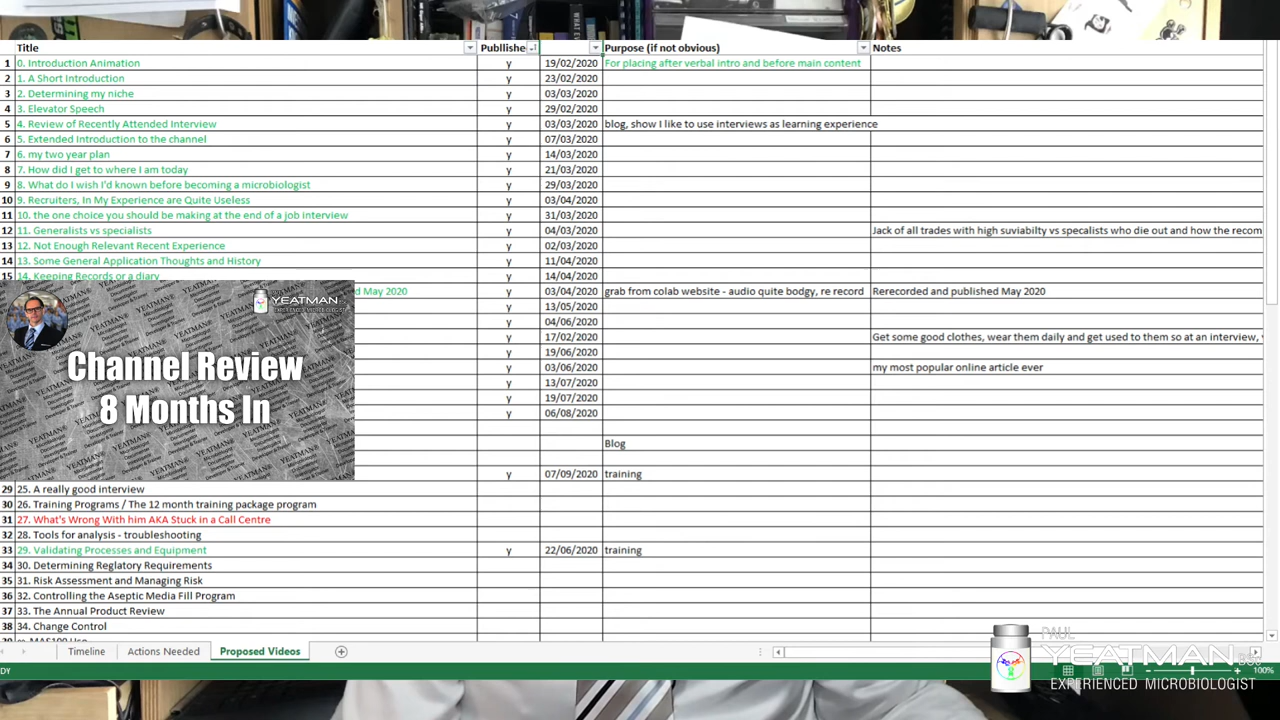 Title Publlishe Purpose (if not obvious) Notes
1 0. Introduction Animation y 19/02/2020 For placing after verbal intro and before main content
2 1. A Short Introduction y 23/02/2020
3 2. Determining my niche y 03/03/2020
4 3. Elevator Speech y 29/02/2020
5 4. Review of Recently Attended Interview y 03/03/2020 blog, show I like to use interviews as learning experience
6 5. Extended Introduction to the channel y 07/03/2020
7 6. my two year plan y 14/03/2020
8 7. How did I get to where I am today y 21/03/2020
9 8. What do I wish I'd known before becoming a microbiologist y 29/03/2020
10 9. Recruiters, In My Experience are Quite Useless y 03/04/2020
11 10. the one choice you should be making at the end of a job interview y 31/03/2020
12 11. Generalists vs specialists y 04/03/2020 Jack of all trades with high suviabilty vs specalists who die out and how the recom
13 12. Not Enough Relevant Recent Experience y 02/03/2020
14 13. Some General Application Thoughts and History y 11/04/2020
15 14. Keeping Records or a diary y 14/04/2020
d May 2020 y 03/04/2020 grab from colab website - audio quite bodgy, re record Rerecorded and published May 2020
y 13/05/2020
y 04/06/2020
y 17/02/2020 Get some good clothes, wear them daily and get used to them so at an interview,
y 19/06/2020
y 03/06/2020 my most popular online article ever
y 13/07/2020
y 19/07/2020
y 06/08/2020
Blog
y 07/09/2020 training
YEATMAN
EXPERIENCED MICROBIOLOGIST
Channel Review
8 Months In
29 25. A really good interview
30 26. Training Programs / The 12 month training package program
31 27. What's Wrong With him AKA Stuck in a Call Centre
32 28. Tools for analysis - troubleshooting
33 29. Validating Processes and Equipment y 22/06/2020 training
34 30. Determining Reglatory Requirements
35 31. Risk Assessment and Managing Risk
36 32. Controlling the Aseptic Media Fill Program
37 33. The Annual Product Review
38 34. Change Control
Timeline Actions Needed Proposed Videos
DY 100%
PAUL
YEATMAN BSc
EXPERIENCED MICROBIOLOGIST